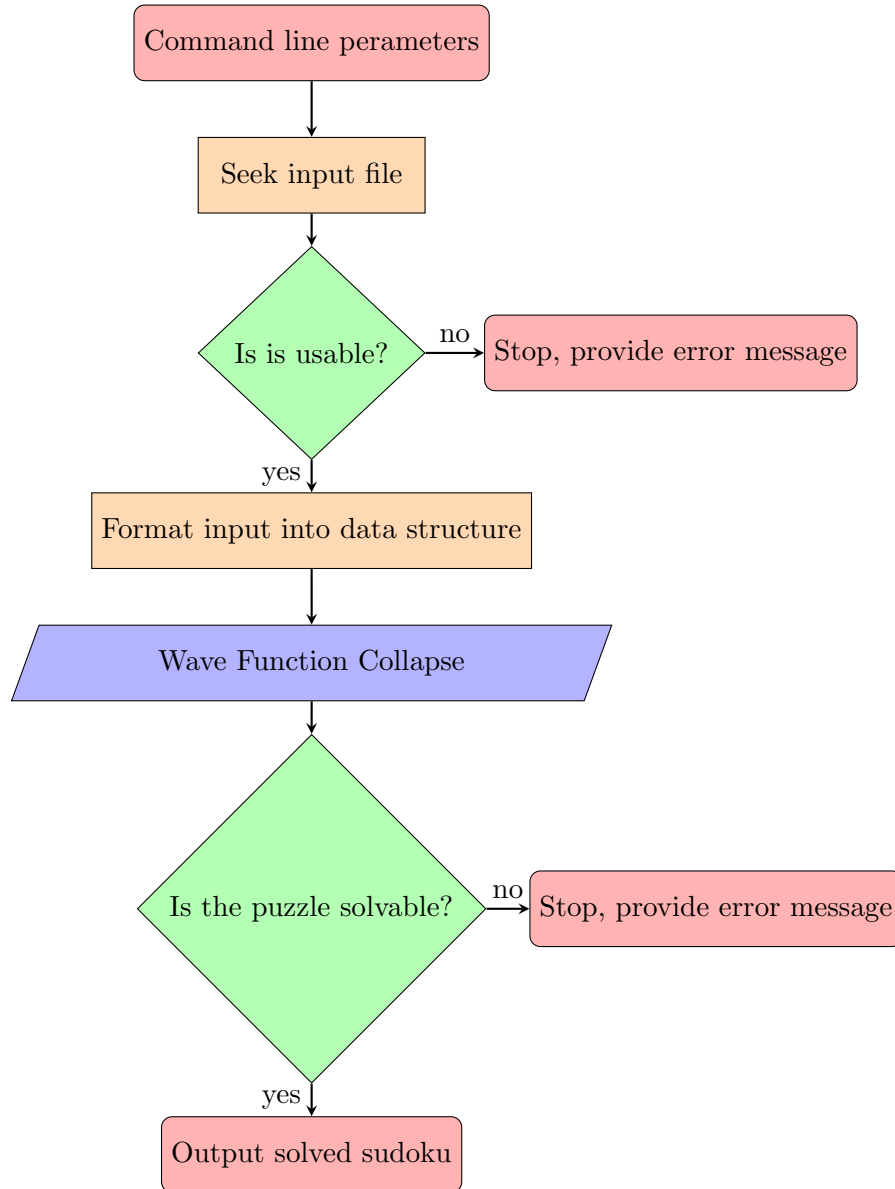 Command line perameters
Seek input file
Is is usable?
no
Stop, provide error message
yes
Format input into data structure
Wave Function Collapse
Is the puzzle solvable?
no
Stop, provide error message
yes
Output solved sudoku